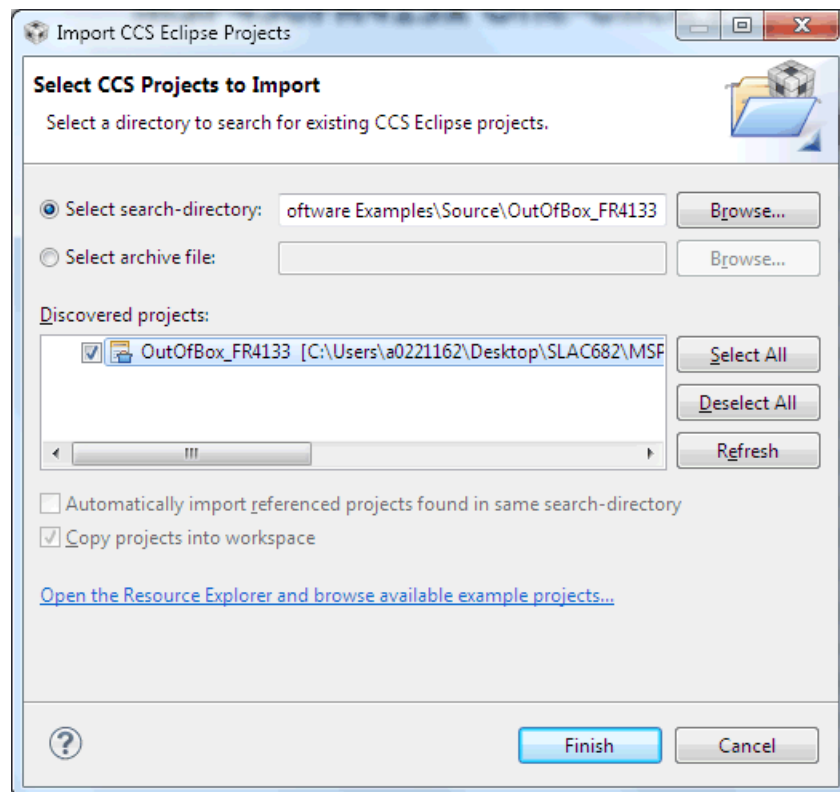 Import CCS Eclipse Projects
Select CCS Projects to Import
Select a directory to search for existing CCS Eclipse projects.
Select search-directory: oftware Examples\Source\OutOfBox_FR4133 Browse...
Select archive file: Browse...
Discovered projects:
OutOfBox_FR4133 [C:\Users\a0221162\Desktop\SLAC682\MSP Select All
Deselect All
Refresh
Automatically import referenced projects found in same search-directory
Copy projects into workspace
Open the Resource Explorer and browse available example projects...
? Finish Cancel